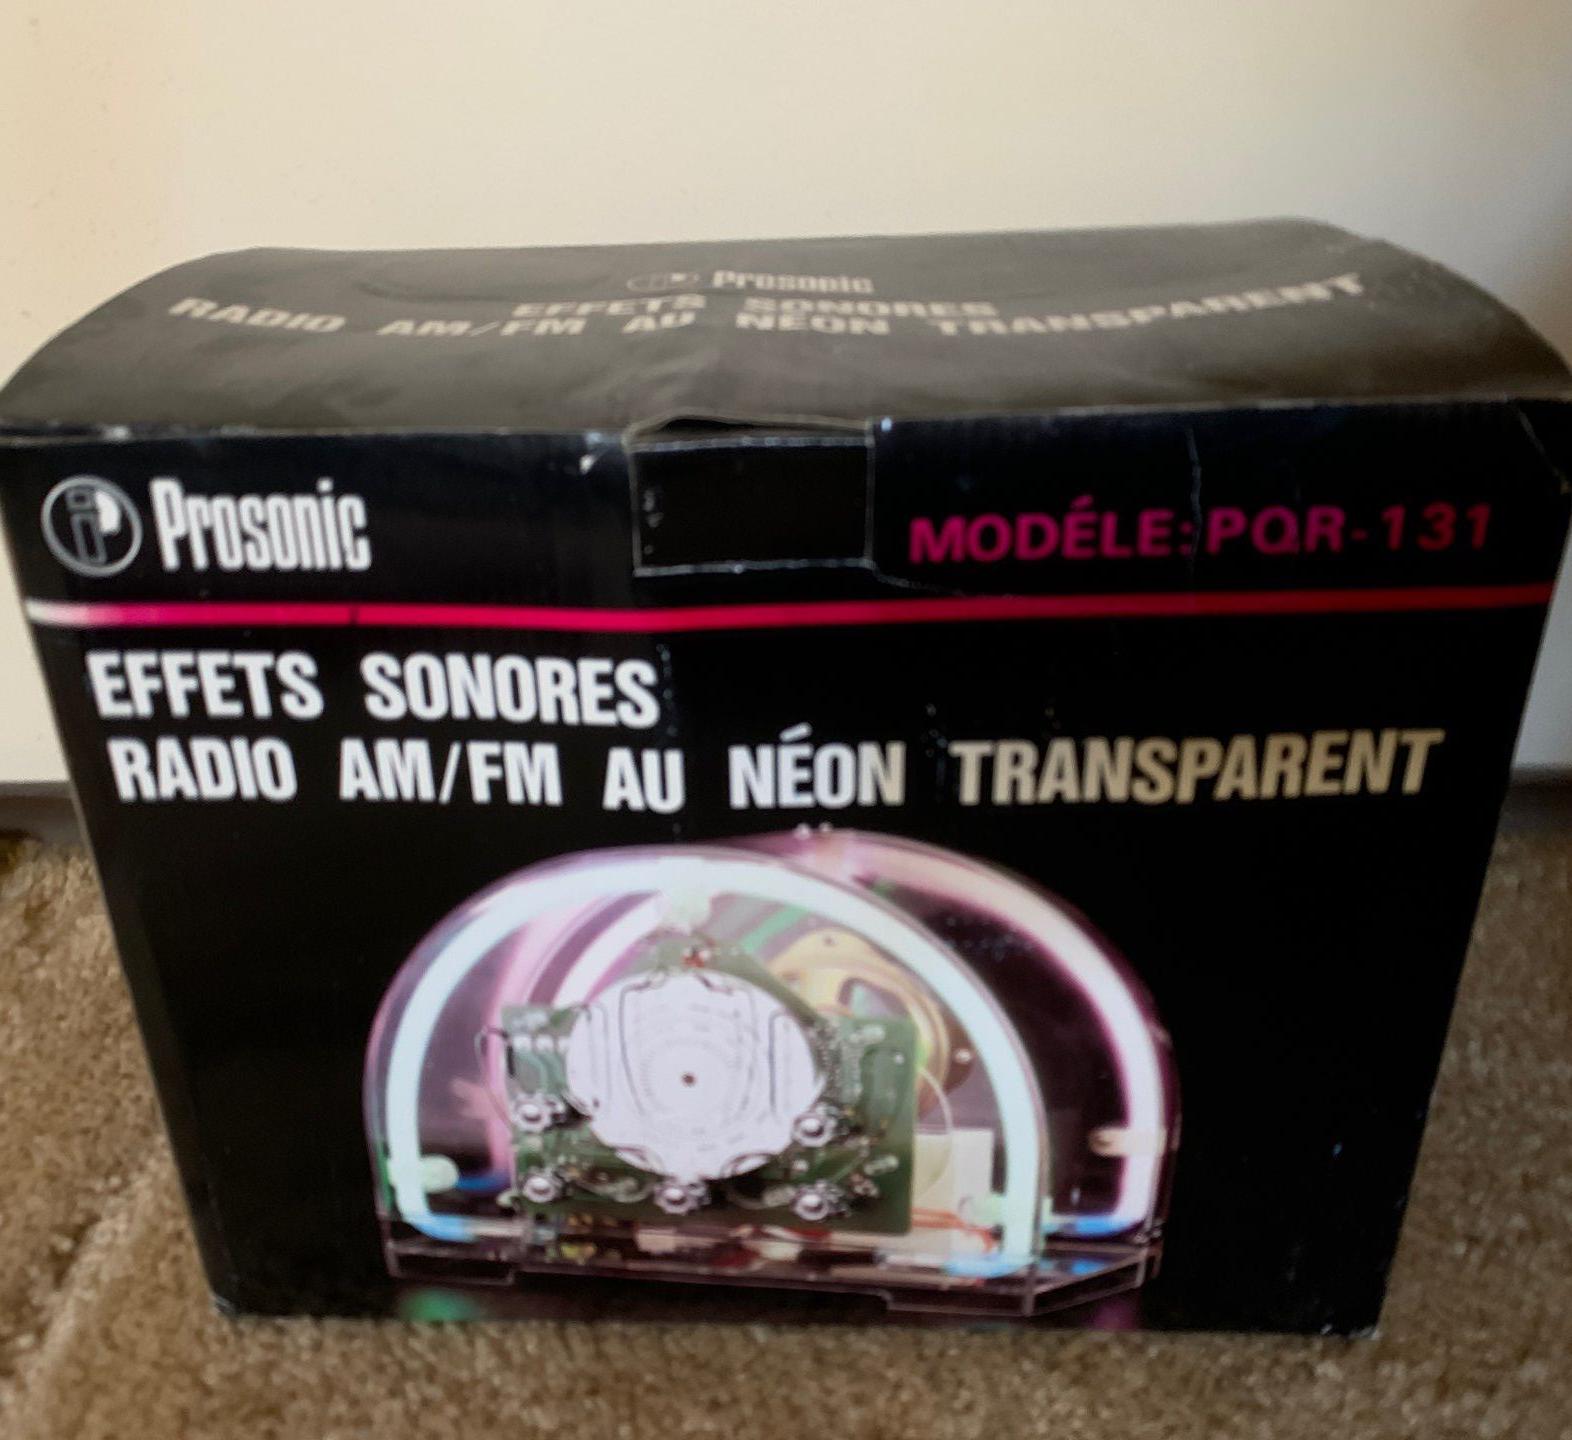 Prosonic
EFFETS SONORES
RADIO AM/FM AU NÉON TRANSPARENT
Prosonic
MODÉLE: PQR-131
EFFETS SONORES
RADIO AM/FM AU NÉON TRANSPARENT